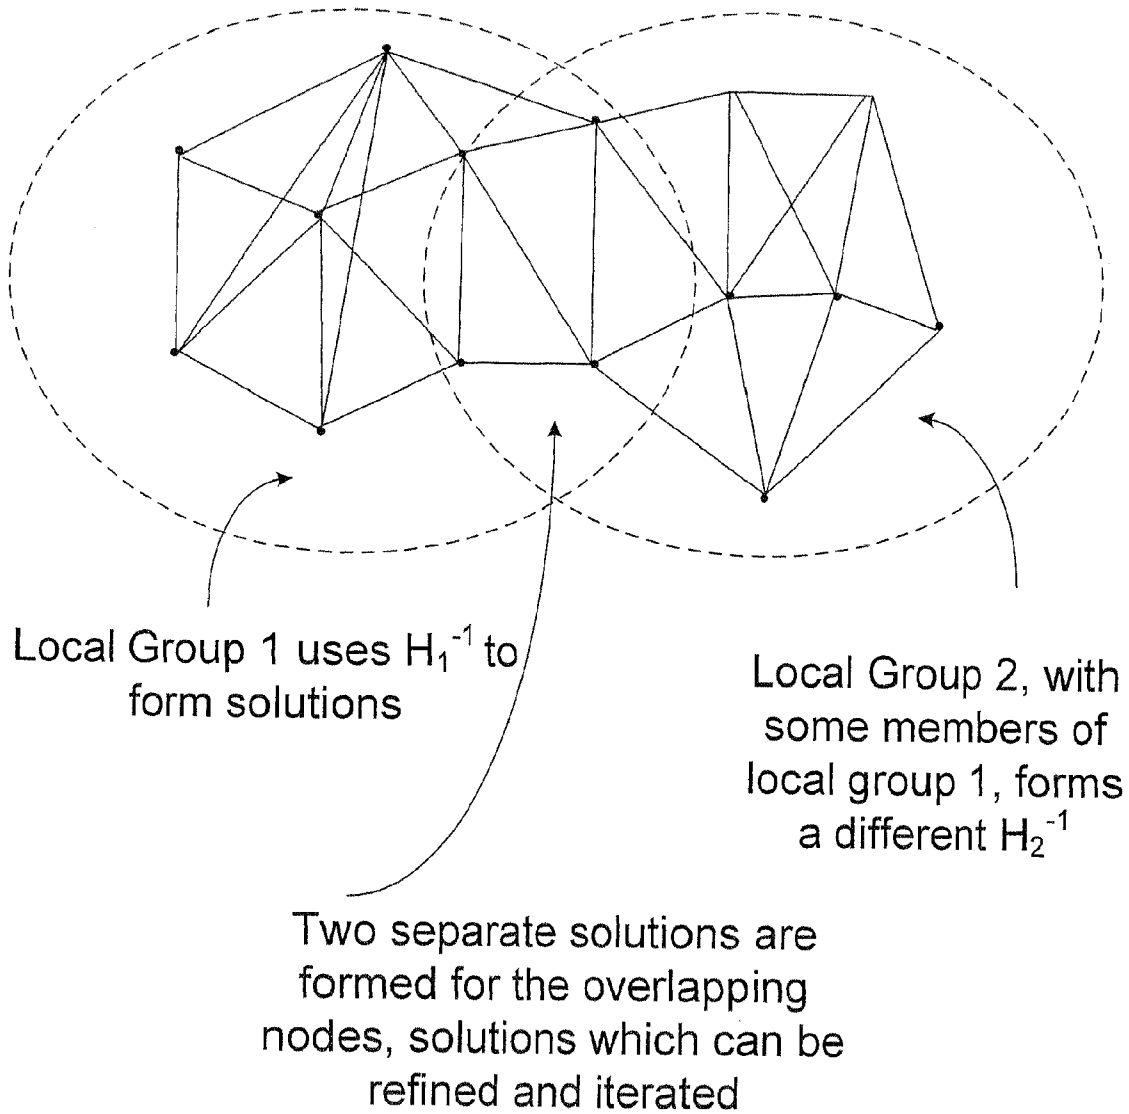 Local Group 1 uses H₁⁻¹ to
form solutions
Local Group 2, with
some members of
local group 1, forms
a different H₂⁻¹
Two separate solutions are
formed for the overlapping
nodes, solutions which can be
refined and iterated